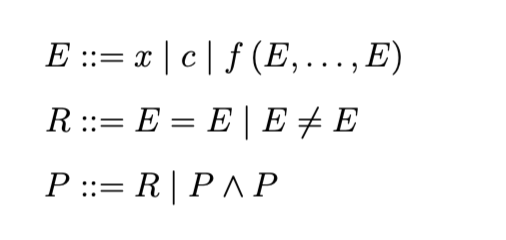 E ::= x | c | f (E, . . . , E)
R ::= E = E | E ≠ E
P ::= R | P ∧ P